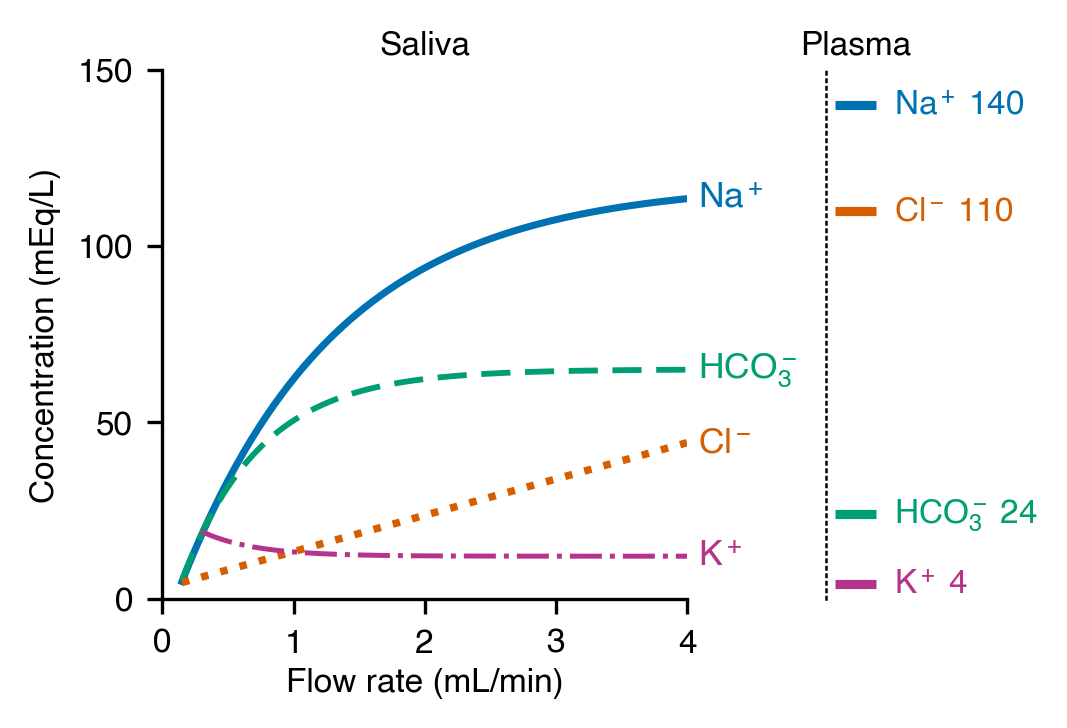 Saliva
Plasma
150
100
50
0
Concentration (mEq/L)
0 1 2 3 4
Flow rate (mL/min)
Na⁺
HCO₃⁻
Cl⁻
K⁺
Na⁺ 140
Cl⁻ 110
HCO₃⁻ 24
K⁺ 4